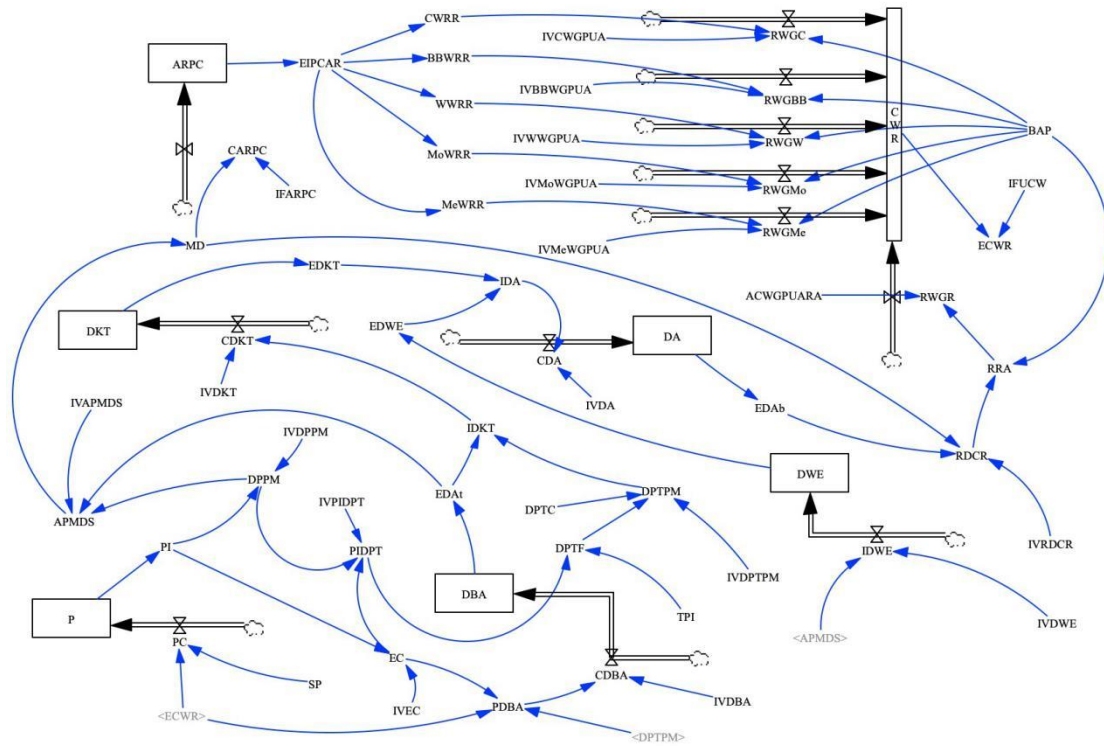 CWRR
IVCWGPUA
RWGC
ARPC
EIPCAR
BBWRR
IVBBWGPUA
RWGBB
WWRR
CWR
BAP
IVWWGPUA
RWGW
CARPC
MoWRR
IFARPC
IVMoWGPUA
RWGMo
IFUCW
MeWRR
RWGMe
MD
IVMeWGPUA
ECWR
EDKT
IDA
ACWGPUARA
RWGR
DKT
EDWE
DA
CDKT
CDA
RRA
IVDKT
IVDA
IVAPMDS
EDAb
IDKT
IVDPPM
RDCR
DWE
DPPM
EDAt
DPTPM
IVPIDPT
DPTC
APMDS
PI
PIDPT
DPTF
IDWE
IVRDCR
IVDPTPM
DBA
P
TPI
IVDWE
<APMDS>
PC
EC
CDBA
SP
IVEC
PDBA
IVDBA
<ECWR>
<DPTPM>